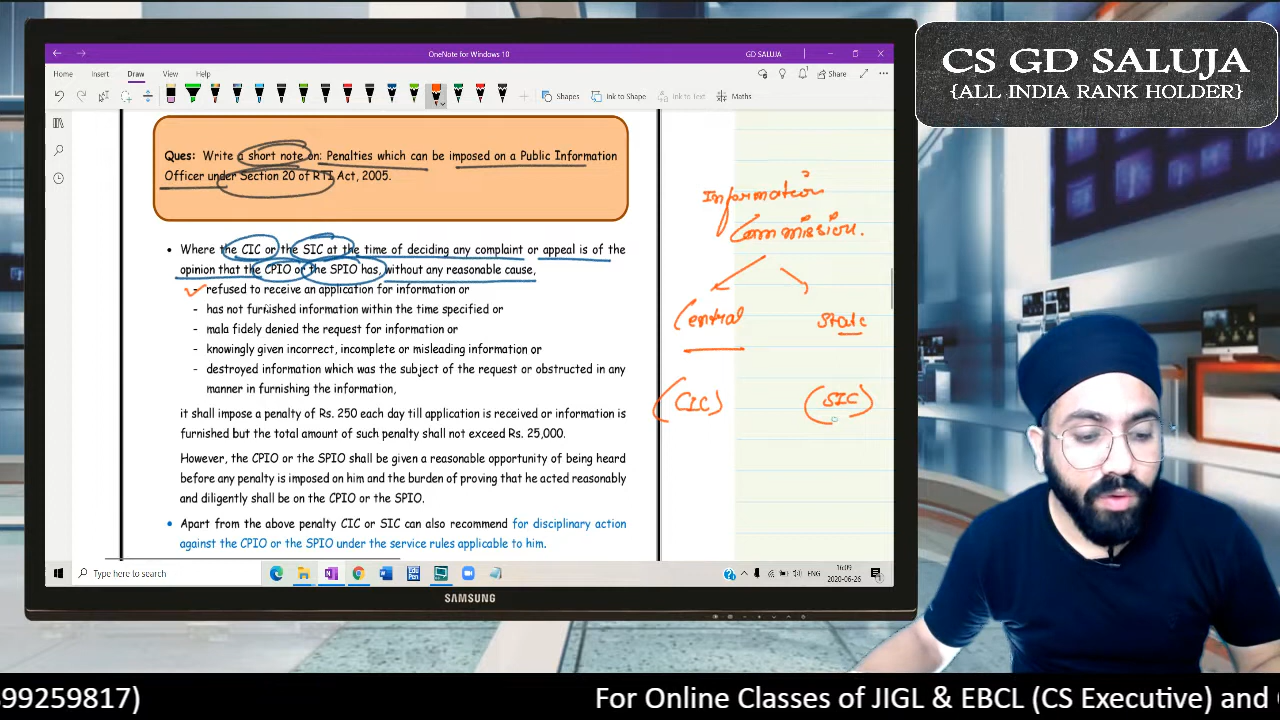 CS GD SALUJA
{ALL INDIA RANK HOLDER}
OneNote for Windows 10
GD SALUJA
Home Insert Draw View Help
Share
Shapes
Ink to Shape
Ink to Text
Maths
Ques: Write a short note on: Penalties which can be imposed on a Public Information
Officer under Section 20 of RTI Act, 2005.
• Where the CIC or the SIC at the time of deciding any complaint or appeal is of the
opinion that the CPIO or the SPIO has, without any reasonable cause,
- refused to receive an application for information or
- has not furnished information within the time specified or
- mala fidely denied the request for information or
- knowingly given incorrect, incomplete or misleading information or
- destroyed information which was the subject of the request or obstructed in any
manner in furnishing the information,
it shall impose a penalty of Rs. 250 each day till application is received or information is
furnished but the total amount of such penalty shall not exceed Rs. 25,000.
However, the CPIO or the SPIO shall be given a reasonable opportunity of being heard
before any penalty is imposed on him and the burden of proving that he acted reasonably
and diligently shall be on the CPIO or the SPIO.
• Apart from the above penalty CIC or SIC can also recommend for disciplinary action
against the CPIO or the SPIO under the service rules applicable to him.
Information
Commission.
Central State
(CIC) (SIC)
Type here to search
ENG
16:09
2020-06-26
SAMSUNG
599259817)
For Online Classes of JIGL & EBCL (CS Executive) and